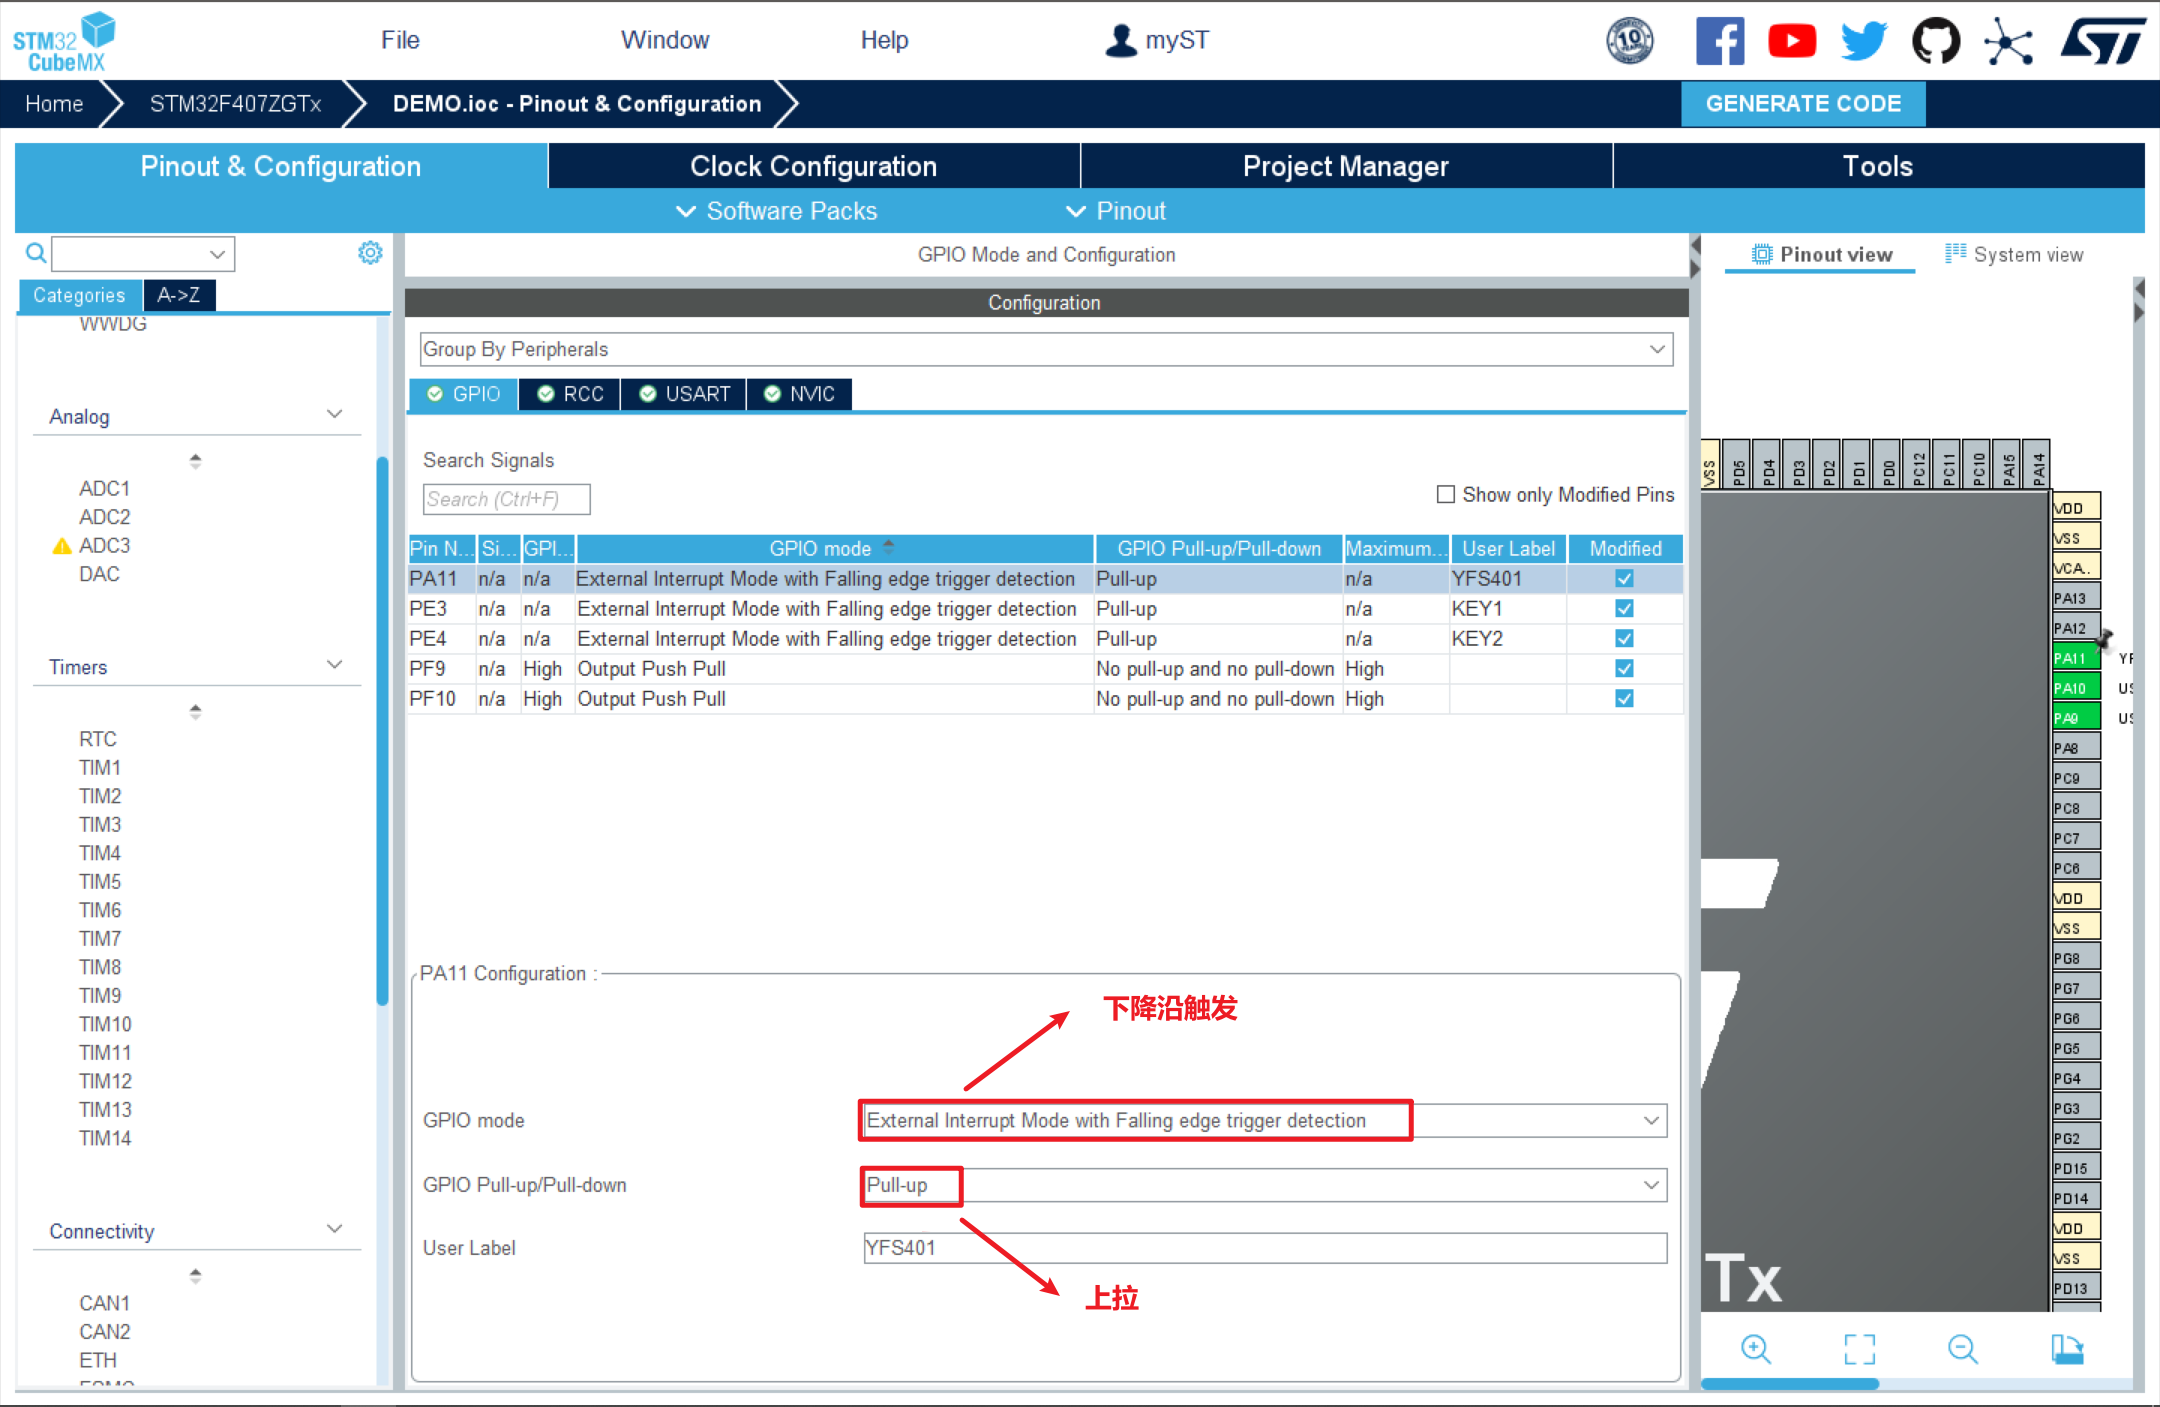 STM32
CubeMX
File
Window
Help
myST
10
Home
STM32F407ZGTx
DEMO.ioc - Pinout & Configuration
GENERATE CODE
Pinout & Configuration
Clock Configuration
Project Manager
Tools
Software Packs
Pinout
Categories
A->Z
WWDG
Analog
ADC1
ADC2
ADC3
DAC
Timers
RTC
TIM1
TIM2
TIM3
TIM4
TIM5
TIM6
TIM7
TIM8
TIM9
TIM10
TIM11
TIM12
TIM13
TIM14
Connectivity
CAN1
CAN2
ETH
GPIO Mode and Configuration
Configuration
Group By Peripherals
GPIO
RCC
USART
NVIC
Search Signals
Search (Ctrl+F)
Show only Modified Pins
Pin N... Si... GPI... GPIO mode GPIO Pull-up/Pull-down Maximum... User Label Modified
PA11 n/a n/a External Interrupt Mode with Falling edge trigger detection Pull-up n/a YFS401
PE3 n/a n/a External Interrupt Mode with Falling edge trigger detection Pull-up n/a KEY1
PE4 n/a n/a External Interrupt Mode with Falling edge trigger detection Pull-up n/a KEY2
PF9 n/a High Output Push Pull No pull-up and no pull-down High
PF10 n/a High Output Push Pull No pull-up and no pull-down High
PA11 Configuration :
下降沿触发
GPIO mode
External Interrupt Mode with Falling edge trigger detection
GPIO Pull-up/Pull-down
Pull-up
User Label
YFS401
上拉
Pinout view
System view
VSS
PD5
PD4
PD3
PD2
PD1
PD0
PC12
PC11
PC10
PA15
PA14
VDD
VSS
VCA..
PA13
PA12
PA11
PA10
PA9
PA8
PC9
PC8
PC7
PC6
VDD
VSS
PG8
PG7
PG6
PG5
PG4
PG3
PG2
PD15
PD14
VDD
VSS
PD13
Tx